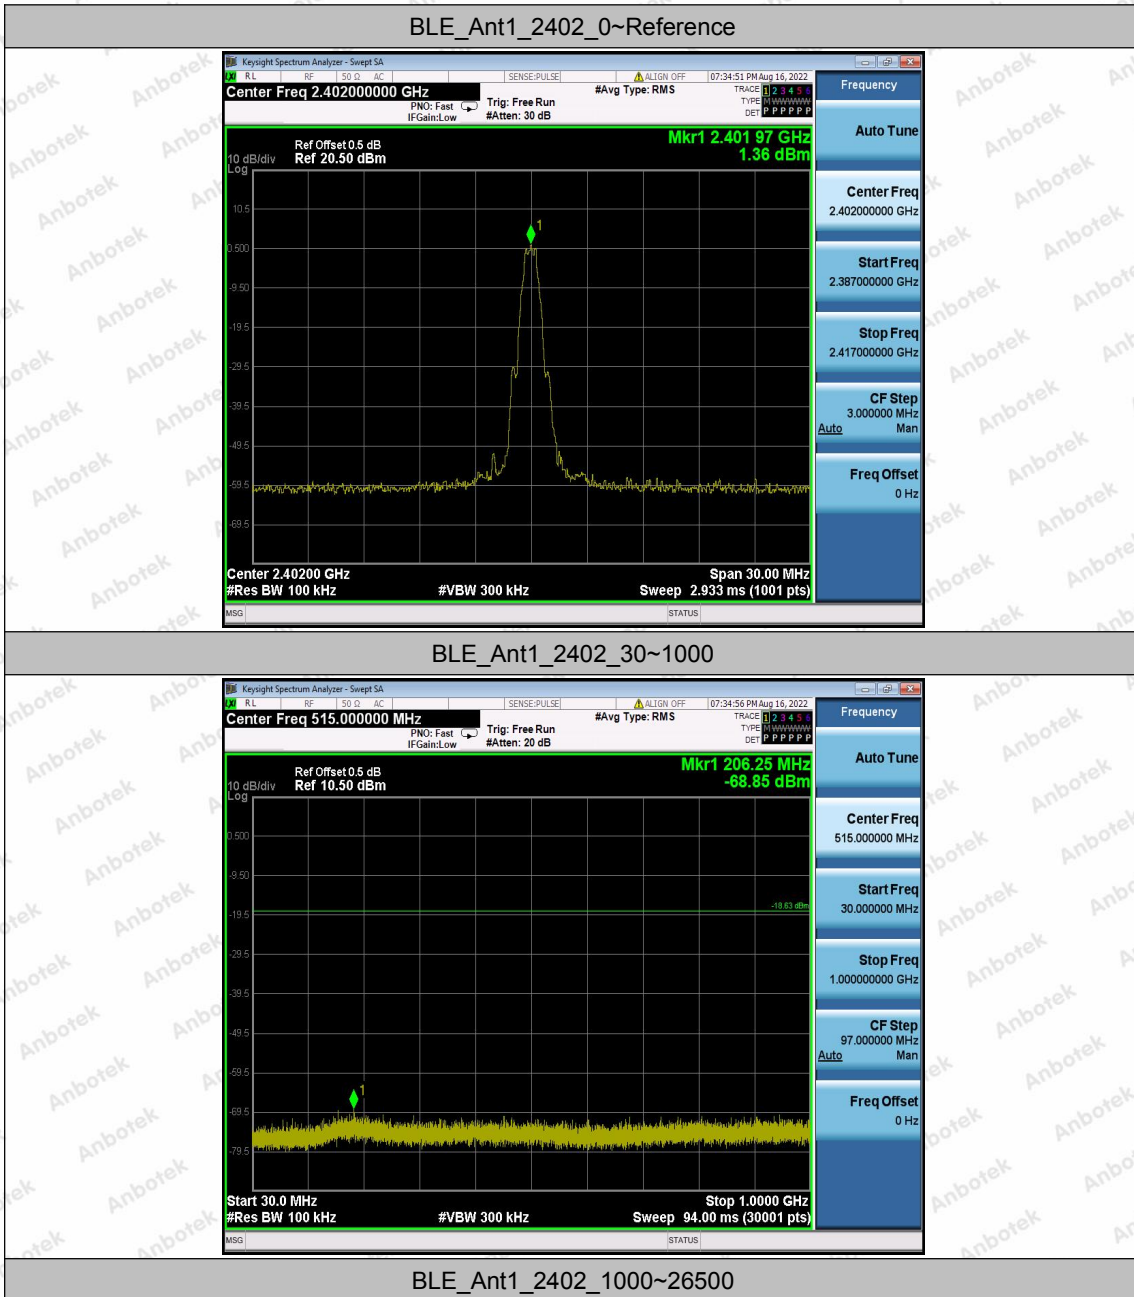 BLE_Ant1_2402_0~Reference
Keysight Spectrum Analyzer - Swept SA
LXI RL RF 50 Ω AC SENSE:PULSE ALIGN OFF 07:34:51 PM Aug 16, 2022
Center Freq 2.402000000 GHz
PNO: Fast
IFGain:Low
Trig: Free Run
#Atten: 30 dB
#Avg Type: RMS
TRACE 1 2 3 4 5 6
TYPE M WWWWW
DET P P P P P P
Frequency
Auto Tune
Ref Offset 0.5 dB
10 dB/div Ref 20.50 dBm
Log
Mkr1 2.401 97 GHz
1.36 dBm
1
10.5
0.500
-9.50
-19.5
-29.5
-39.5
-49.5
-59.5
-69.5
Center Freq
2.402000000 GHz
Start Freq
2.387000000 GHz
Stop Freq
2.417000000 GHz
CF Step
3.000000 MHz
Auto Man
Freq Offset
0 Hz
Center 2.40200 GHz Span 30.00 MHz
#Res BW 100 kHz #VBW 300 kHz Sweep 2.933 ms (1001 pts)
MSG STATUS
BLE_Ant1_2402_30~1000
Keysight Spectrum Analyzer - Swept SA
LXI RL RF 50 Ω AC SENSE:PULSE ALIGN OFF 07:34:56 PM Aug 16, 2022
Center Freq 515.000000 MHz
PNO: Fast
IFGain:Low
Trig: Free Run
#Atten: 20 dB
#Avg Type: RMS
TRACE 1 2 3 4 5 6
TYPE M WWWWW
DET P P P P P P
Frequency
Auto Tune
Ref Offset 0.5 dB
10 dB/div Ref 10.50 dBm
Log
Mkr1 206.25 MHz
-68.85 dBm
0.500
-9.50
-18.63 dBm
-19.5
-29.5
-39.5
-49.5
-59.5
1
-69.5
-79.5
Center Freq
515.000000 MHz
Start Freq
30.000000 MHz
Stop Freq
1.000000000 GHz
CF Step
97.000000 MHz
Auto Man
Freq Offset
0 Hz
Start 30.0 MHz Stop 1.0000 GHz
#Res BW 100 kHz #VBW 300 kHz Sweep 94.00 ms (30001 pts)
MSG STATUS
BLE_Ant1_2402_1000~26500
Anbotek